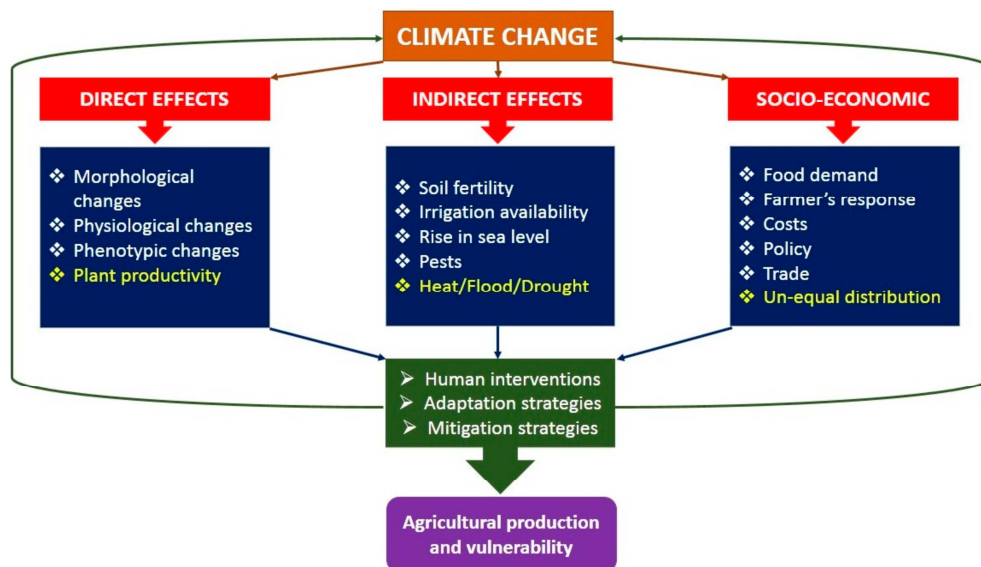 CLIMATE CHANGE
DIRECT EFFECTS
❖ Morphological
changes
❖ Physiological changes
❖ Phenotypic changes
❖ Plant productivity
INDIRECT EFFECTS
❖ Soil fertility
❖ Irrigation availability
❖ Rise in sea level
❖ Pests
❖ Heat/Flood/Drought
SOCIO-ECONOMIC
❖ Food demand
❖ Farmer’s response
❖ Costs
❖ Policy
❖ Trade
❖ Un-equal distribution
➢ Human interventions
➢ Adaptation strategies
➢ Mitigation strategies
Agricultural production
and vulnerability